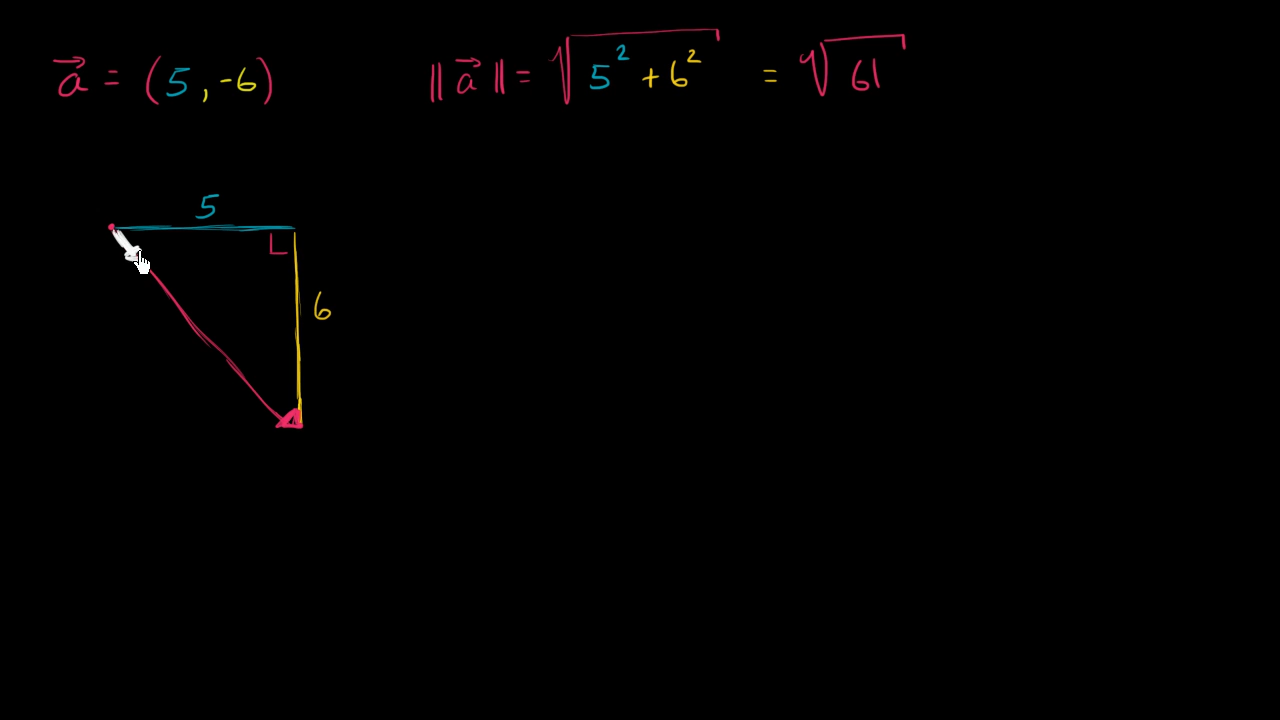 a⃗ = (5, -6) ‖a⃗‖ = √(5² + 6²) = √61
5
L
6